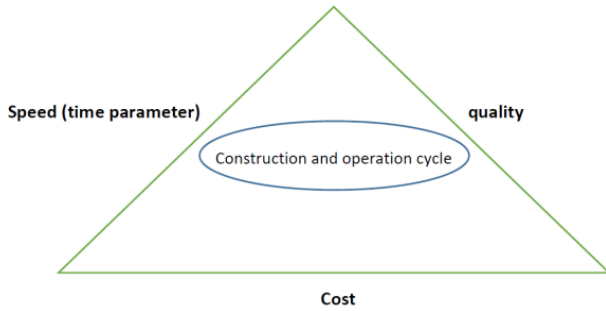 Speed (time parameter)
quality
Construction and operation cycle
Cost